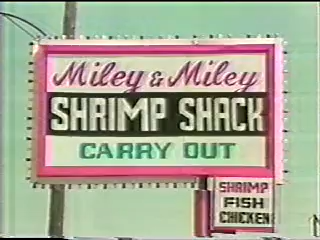 Miley & Miley
SHRIMP SHACK
CARRY OUT
SHRIMP
FISH
CHICKEN